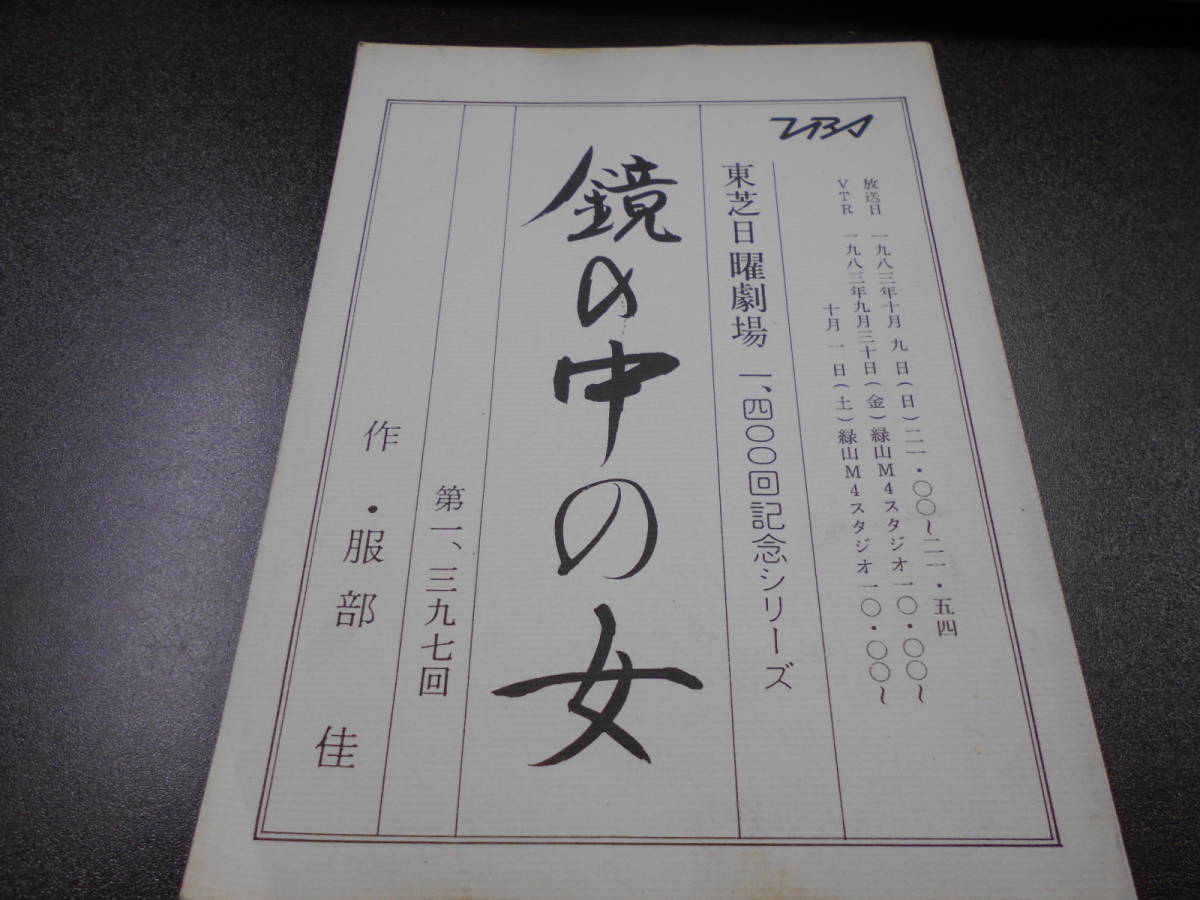 TBS
放送日 一九八三年十月 九 日(日)二一・〇〇~二一・五四
VTR 一九八三年九月三十日(金)緑山M4スタジオ一〇・〇〇~
十月 一 日(土)緑山M4スタジオ一〇・〇〇~
東芝日曜劇場 一、四〇〇回記念シリーズ
鏡の中の女
第一、三九七回
作・服部 佳